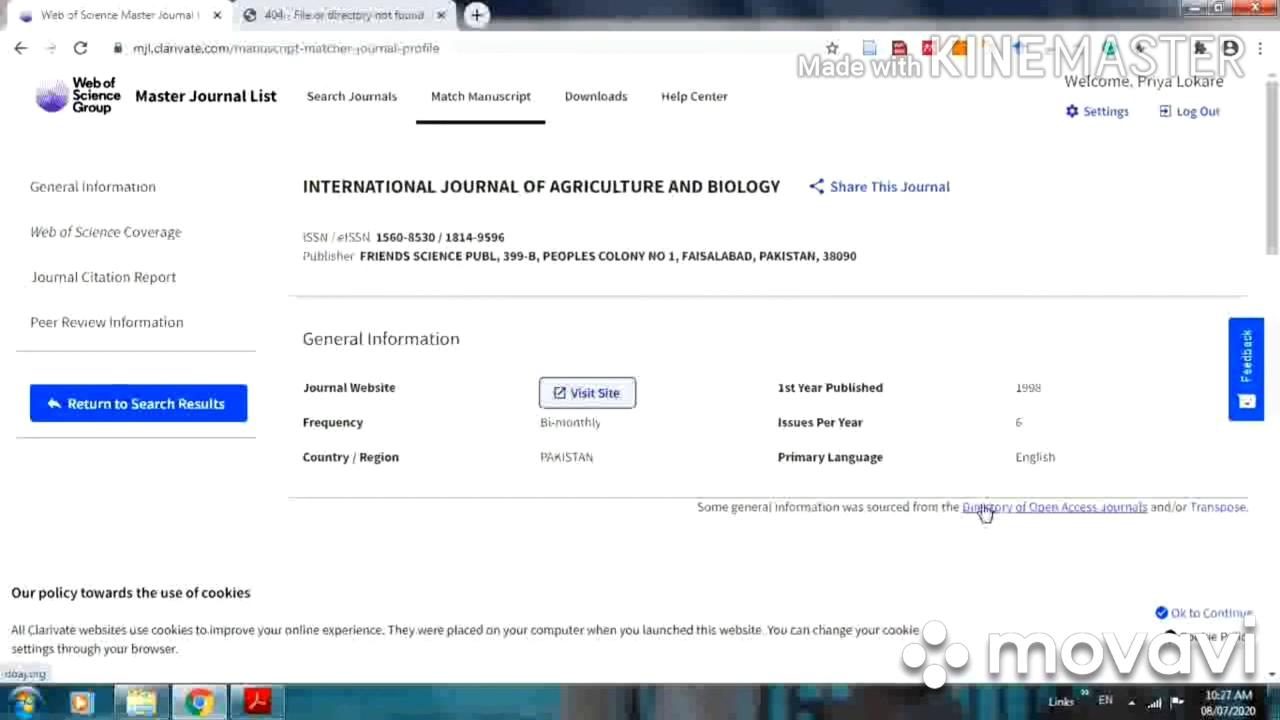 Web of Science Master Journal L
404 - File or directory not found
mjl.clarivate.com/manuscript-matcher-journal-profile
Made with KINEMASTER
Web of Science Group
Master Journal List
Search Journals
Match Manuscript
Downloads
Help Center
Welcome, Priya Lokare
Settings
Log Out
General Information
Web of Science Coverage
Journal Citation Report
Peer Review Information
Return to Search Results
INTERNATIONAL JOURNAL OF AGRICULTURE AND BIOLOGY
Share This Journal
ISSN / eISSN 1560-8530 / 1814-9596
Publisher FRIENDS SCIENCE PUBL, 399-B, PEOPLES COLONY NO 1, FAISALABAD, PAKISTAN, 38090
General Information
Journal Website Visit Site 1st Year Published 1998
Frequency Bi-monthly Issues Per Year 6
Country / Region PAKISTAN Primary Language English
Some general information was sourced from the Directory of Open Access Journals and/or Transpose.
Feedback
Our policy towards the use of cookies
Ok to Continue
All Clarivate websites use cookies to improve your online experience. They were placed on your computer when you launched this website. You can change your cookie
settings through your browser.
doaj.org
movavi
Links
EN
10:27 AM
08/07/2020